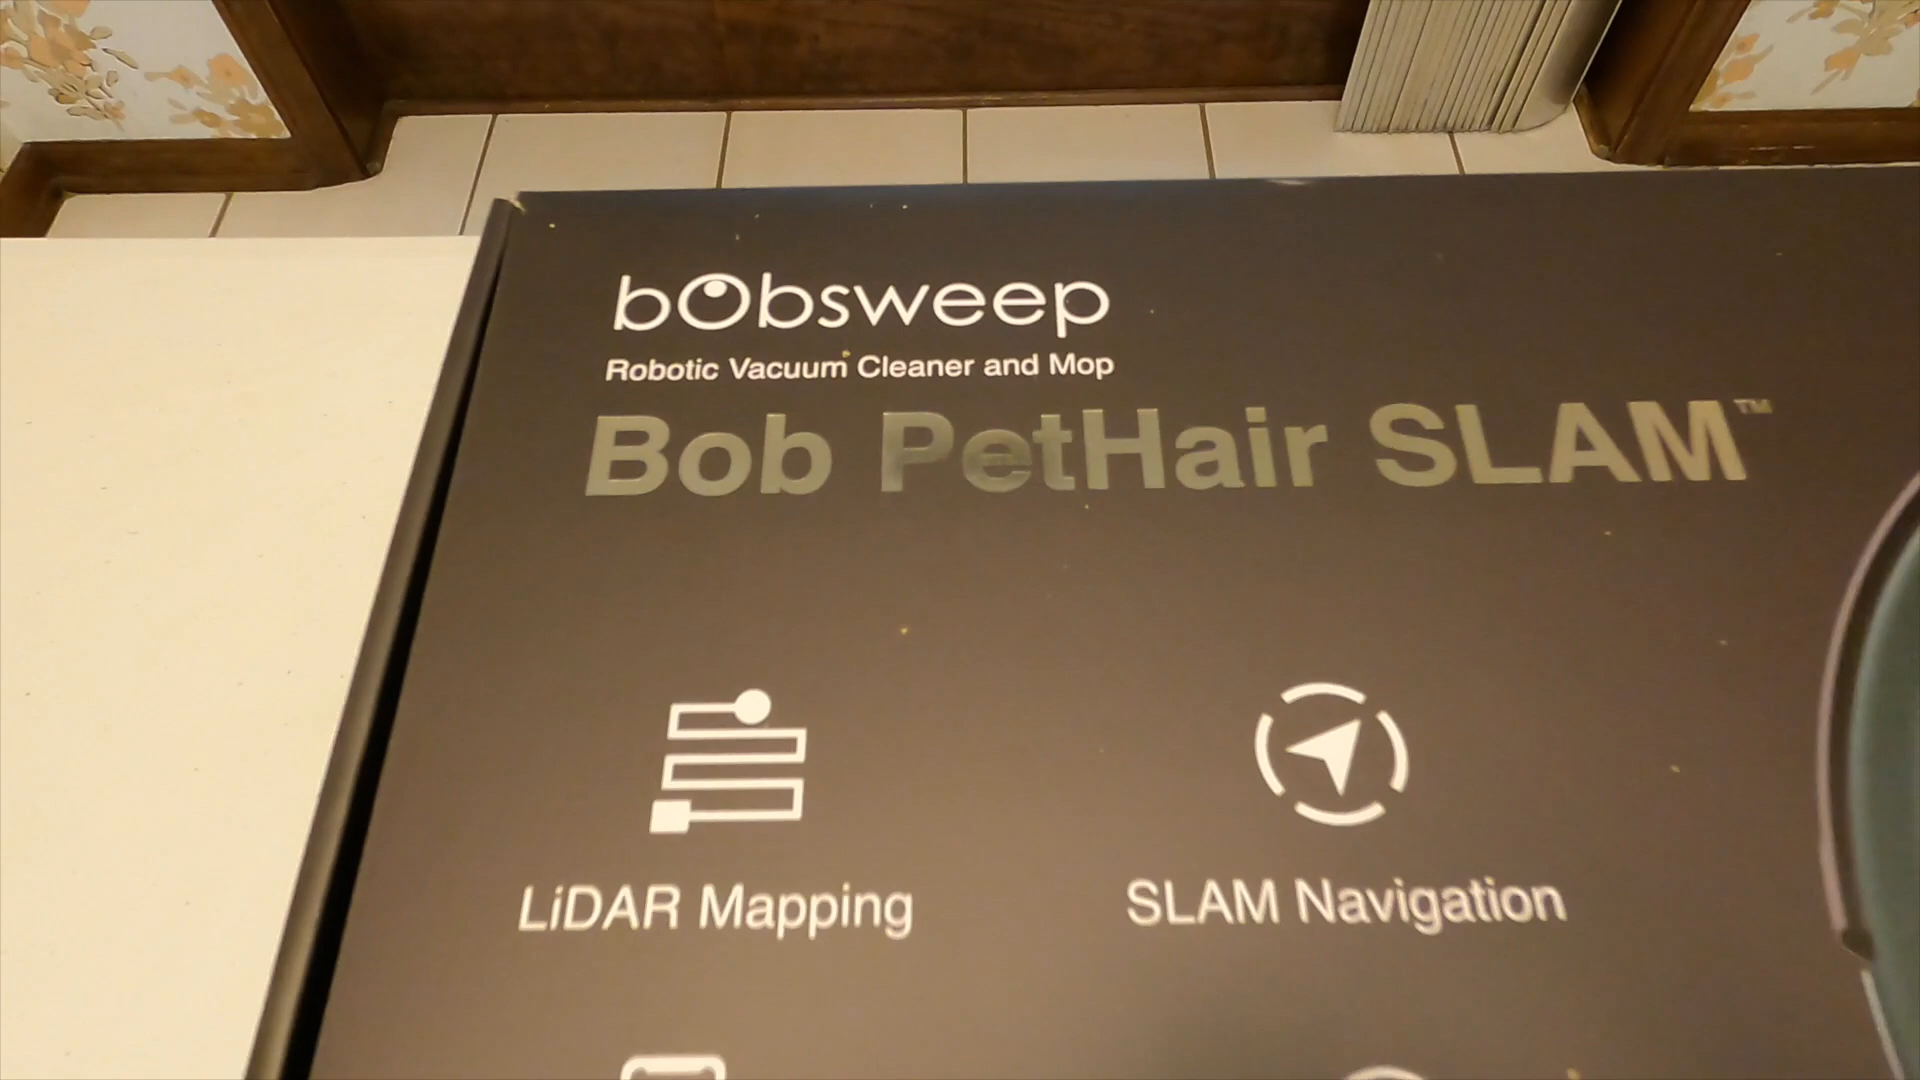 bobsweep
Robotic Vacuum Cleaner and Mop
Bob PetHair SLAM™
LiDAR Mapping
SLAM Navigation